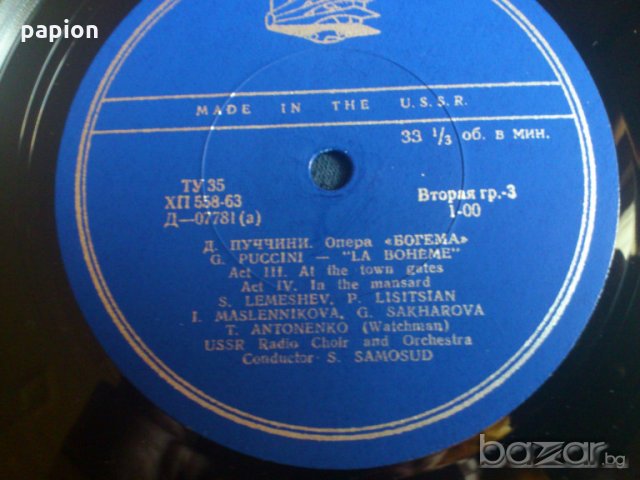 papion
MADE IN THE U.S.S.R.
33 ⅓ об. в мин.
ТУ 35
ХП 558-63
Д—07781 (а)
Вторая гр.-3
1-00
Д. ПУЧЧИНИ. Опера «БОГЕМА»
G. PUCCINI — "LA BOHEME"
Act III. At the town gates
Act IV. In the mansard
S. LEMESHEV, P. LISITSIAN
I. MASLENNIKOVA, G. SAKHAROVA
T. ANTONENKO (Watchman)
USSR Radio Choir and Orchestra
Conductor - S. SAMOSUD
bazar.bg